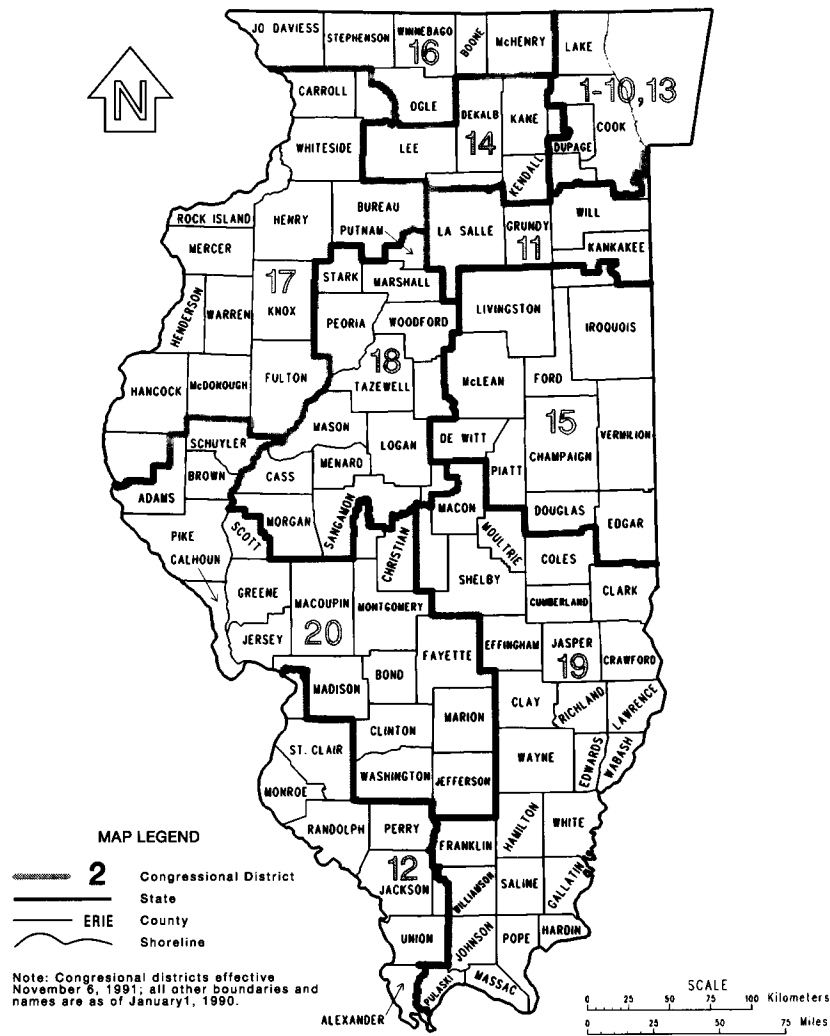 JO DAVIESS
STEPHENSON
WINNEBAGO
16
BOONE
McHENRY
LAKE
N
CARROLL
OGLE
DEKALB
14
KANE
1-10, 13
COOK
DUPAGE
WHITESIDE
LEE
KENDALL
ROCK ISLAND
HENRY
BUREAU
PUTNAM
LA SALLE
GRUNDY
11
WILL
KANKAKEE
MERCER
17
KNOX
STARK
MARSHALL
HENDERSON
WARREN
PEORIA
WOODFORD
LIVINGSTON
IROQUOIS
HANCOCK
McDONOUGH
FULTON
18
TAZEWELL
McLEAN
FORD
MASON
LOGAN
DE WITT
15
CHAMPAIGN
VERMILION
SCHUYLER
BROWN
CASS
MENARD
PIATT
ADAMS
MORGAN
SANGAMON
MACON
DOUGLAS
EDGAR
PIKE
SCOTT
CHRISTIAN
MOULTRIE
COLES
CALHOUN
GREENE
MACOUPIN
20
MONTGOMERY
SHELBY
CUMBERLAND
CLARK
JERSEY
FAYETTE
EFFINGHAM
JASPER
19
CRAWFORD
MADISON
BOND
CLAY
RICHLAND
LAWRENCE
CLINTON
MARION
ST. CLAIR
WAYNE
EDWARDS
WABASH
WASHINGTON
JEFFERSON
MONROE
RANDOLPH
PERRY
FRANKLIN
HAMILTON
WHITE
12
JACKSON
WILLIAMSON
SALINE
GALLATIN
UNION
JOHNSON
POPE
HARDIN
ALEXANDER
PULASKI
MASSAC
MAP LEGEND
2 Congressional District
State
ERIE County
Shoreline
Note: Congresional districts effective
November 6, 1991; all other boundaries and
names are as of January1, 1990.
SCALE
0 25 50 75 100 Kilometers
0 25 50 75 Miles